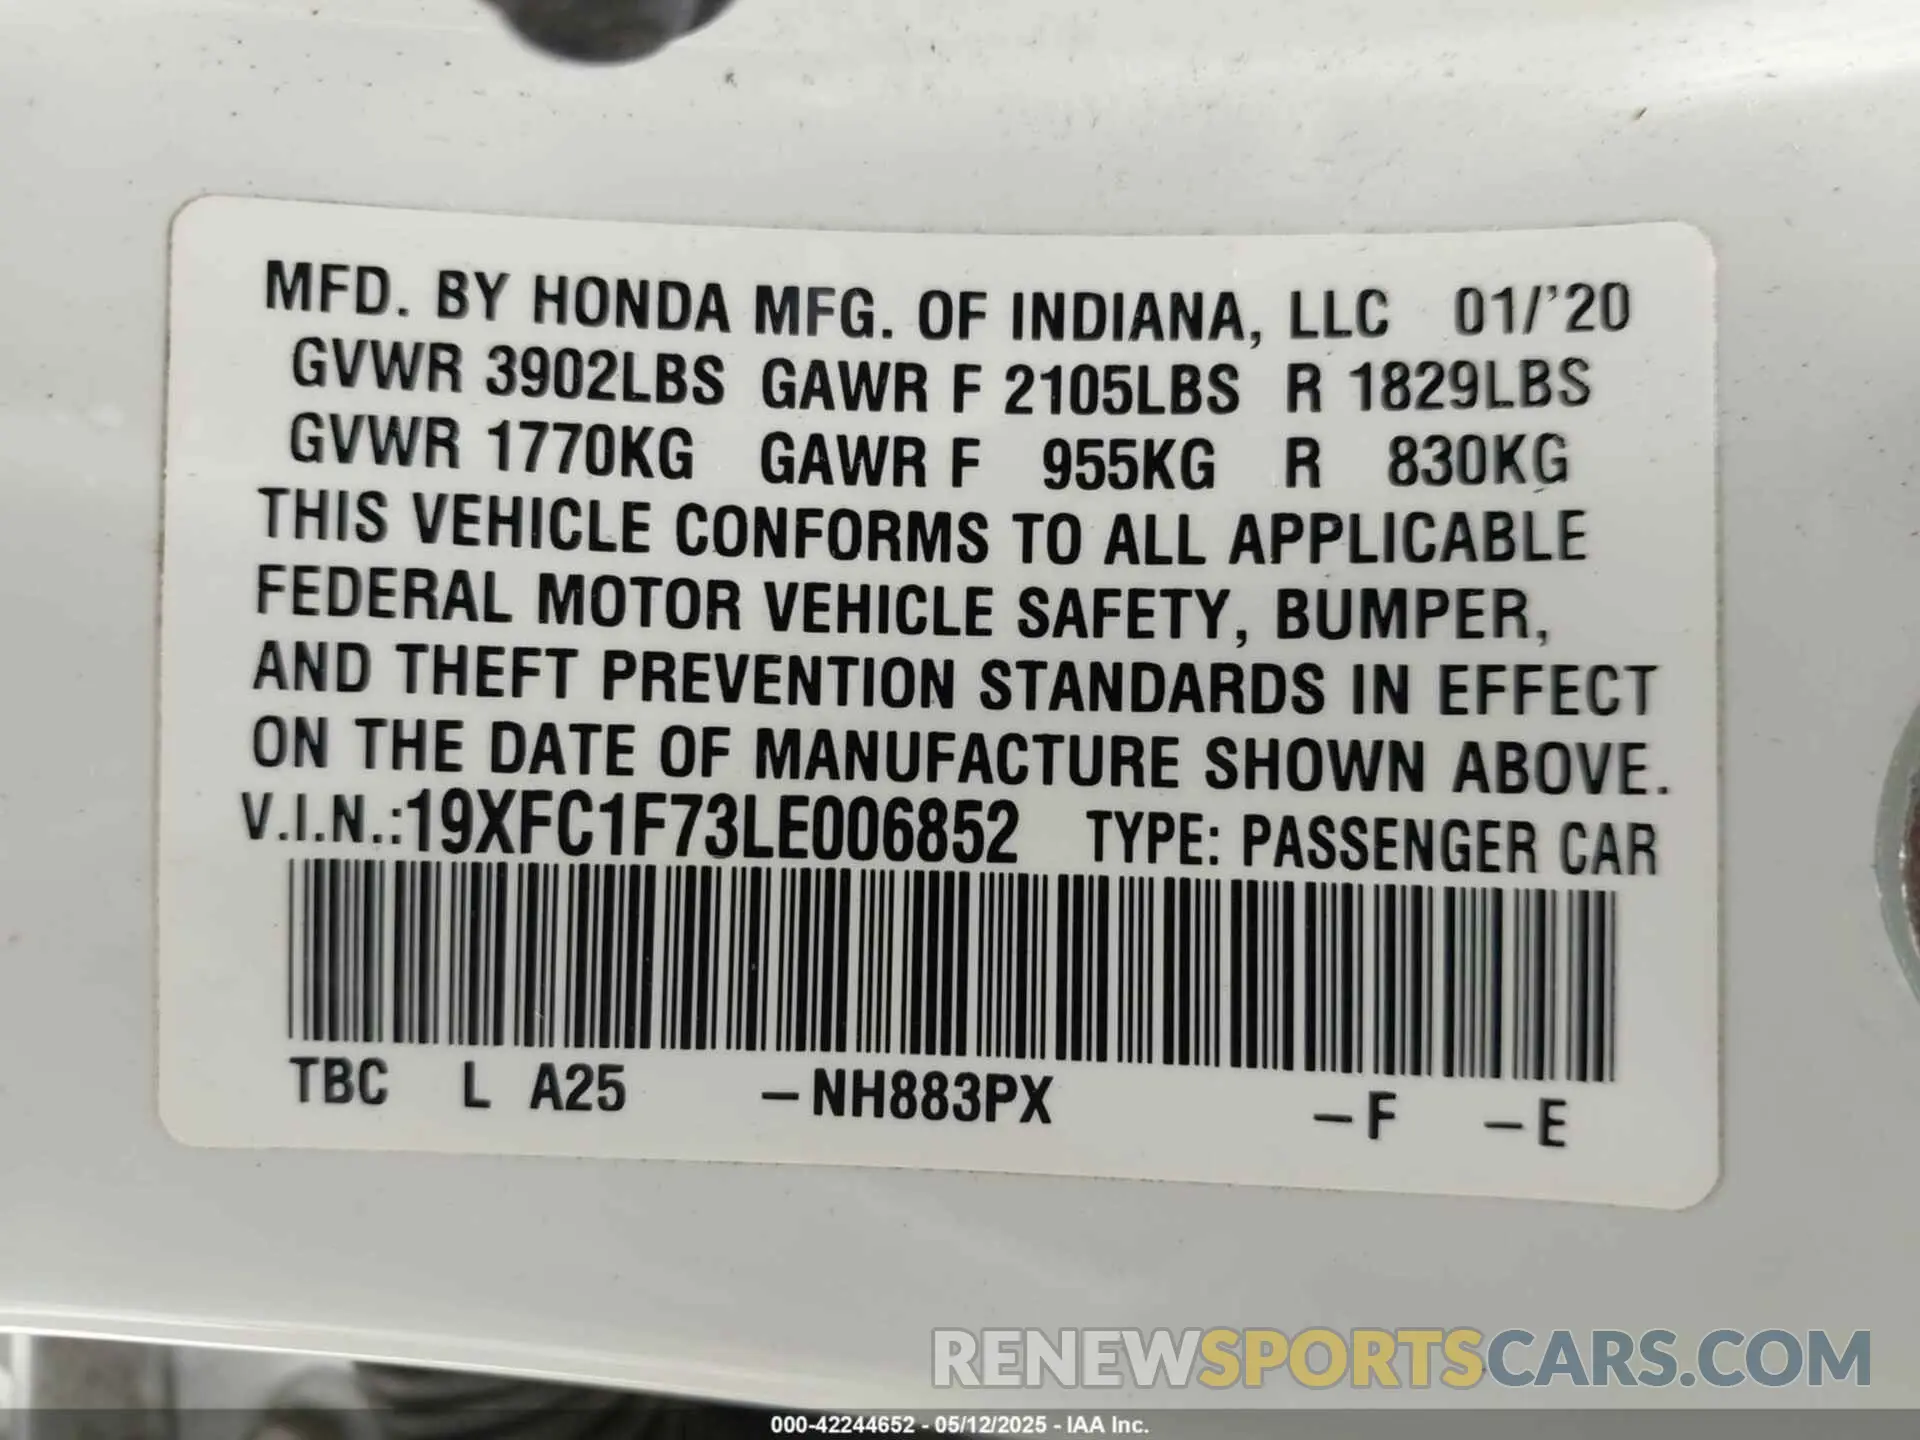 MFD. BY HONDA MFG. OF INDIANA, LLC 01/'20
GVWR 3902LBS GAWR F 2105LBS R 1829LBS
GVWR 1770KG GAWR F 955KG R 830KG
THIS VEHICLE CONFORMS TO ALL APPLICABLE
FEDERAL MOTOR VEHICLE SAFETY, BUMPER,
AND THEFT PREVENTION STANDARDS IN EFFECT
ON THE DATE OF MANUFACTURE SHOWN ABOVE.
V.I.N.:19XFC1F73LE006852 TYPE: PASSENGER CAR
TBC L A25 –NH883PX –F –E
RENEWSPORTSCARS.COM
000-42244652 - 05/12/2025 - IAA Inc.